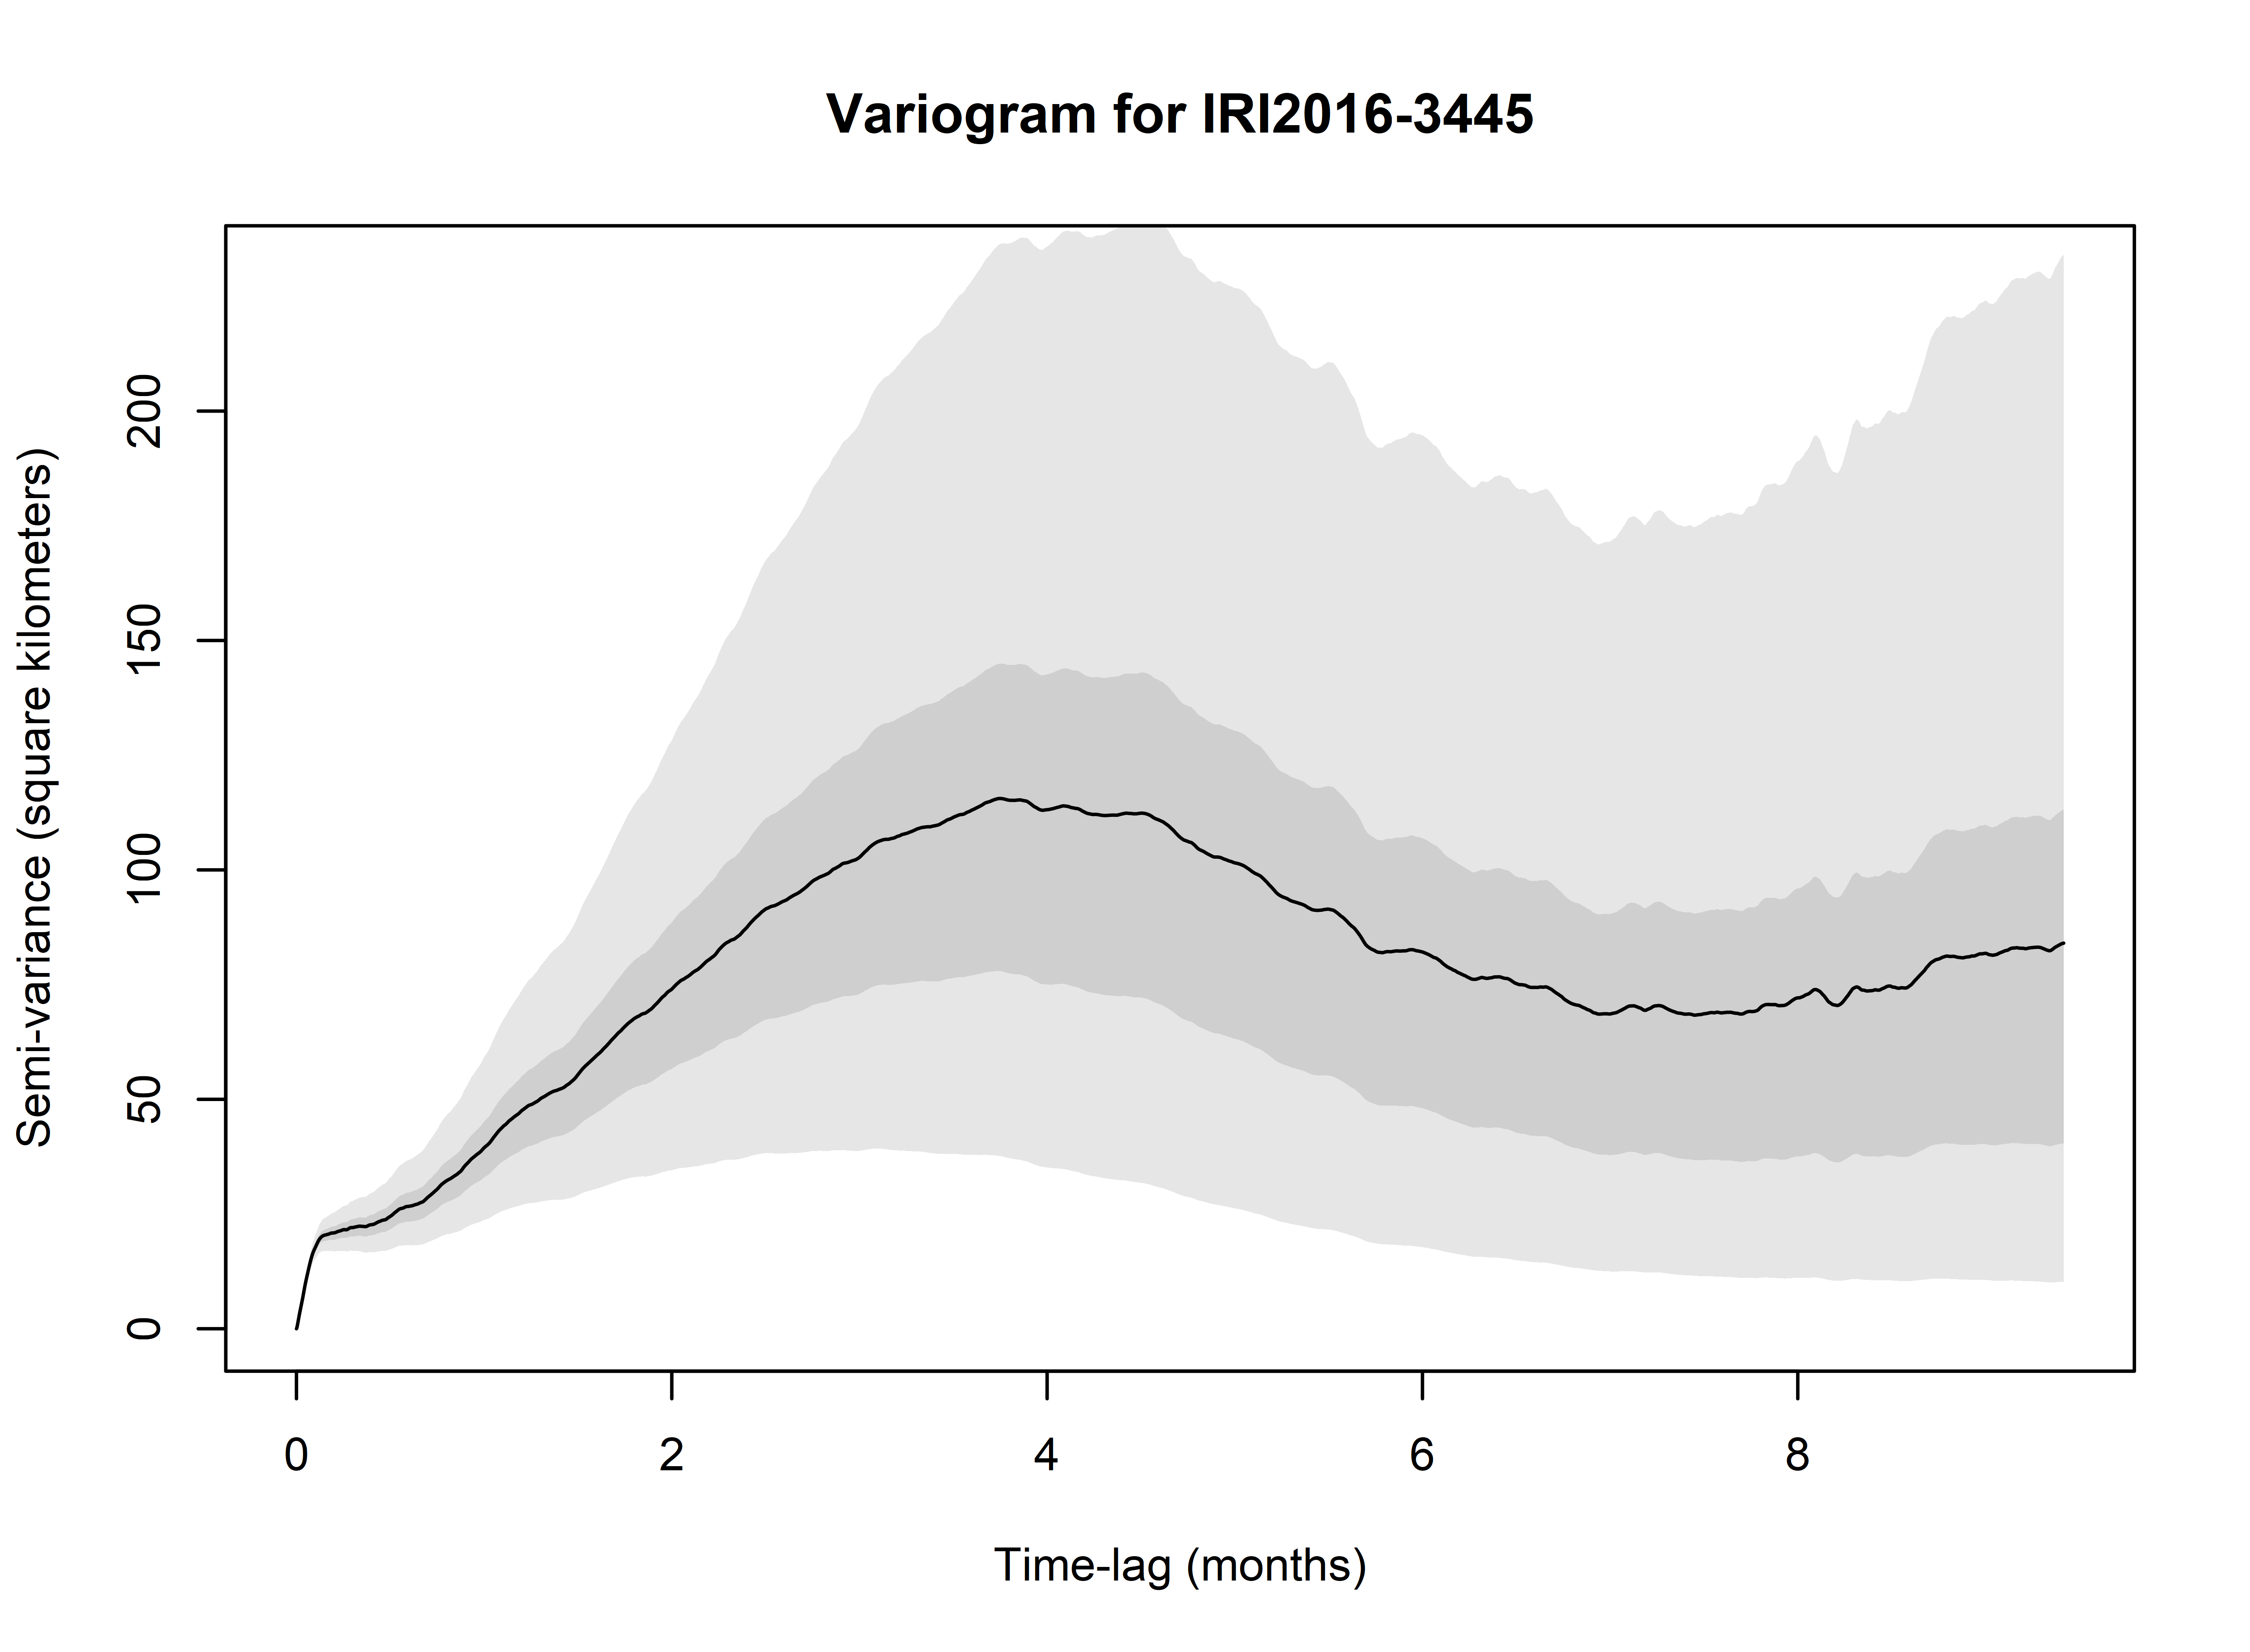 Variogram for IRI2016-3445
Semi-variance (square kilometers)
200
150
100
50
0
0 2 4 6 8
Time-lag (months)